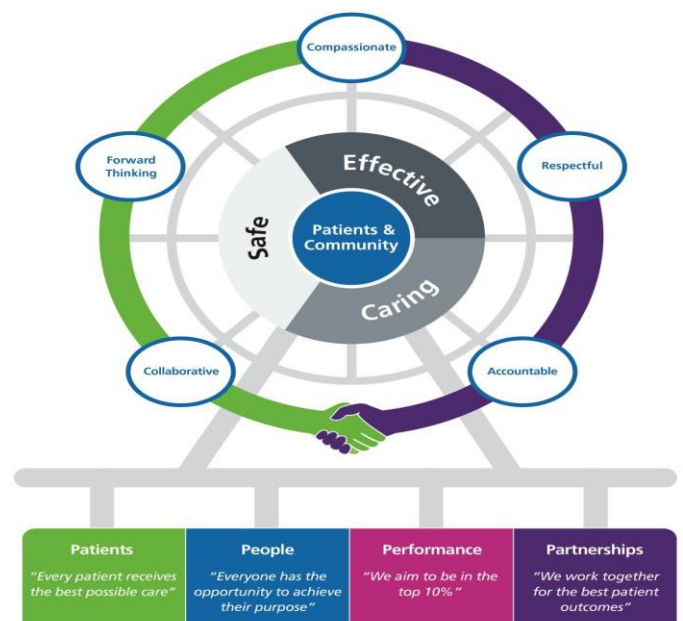 Compassionate
Forward
Thinking
Respectful
Effective
Safe
Patients &
Community
Caring
Collaborative
Accountable
Patients
“Every patient receives
the best possible care”
People
“Everyone has the
opportunity to achieve
their purpose”
Performance
“We aim to be in the
top 10%”
Partnerships
“We work together
for the best patient
outcomes”